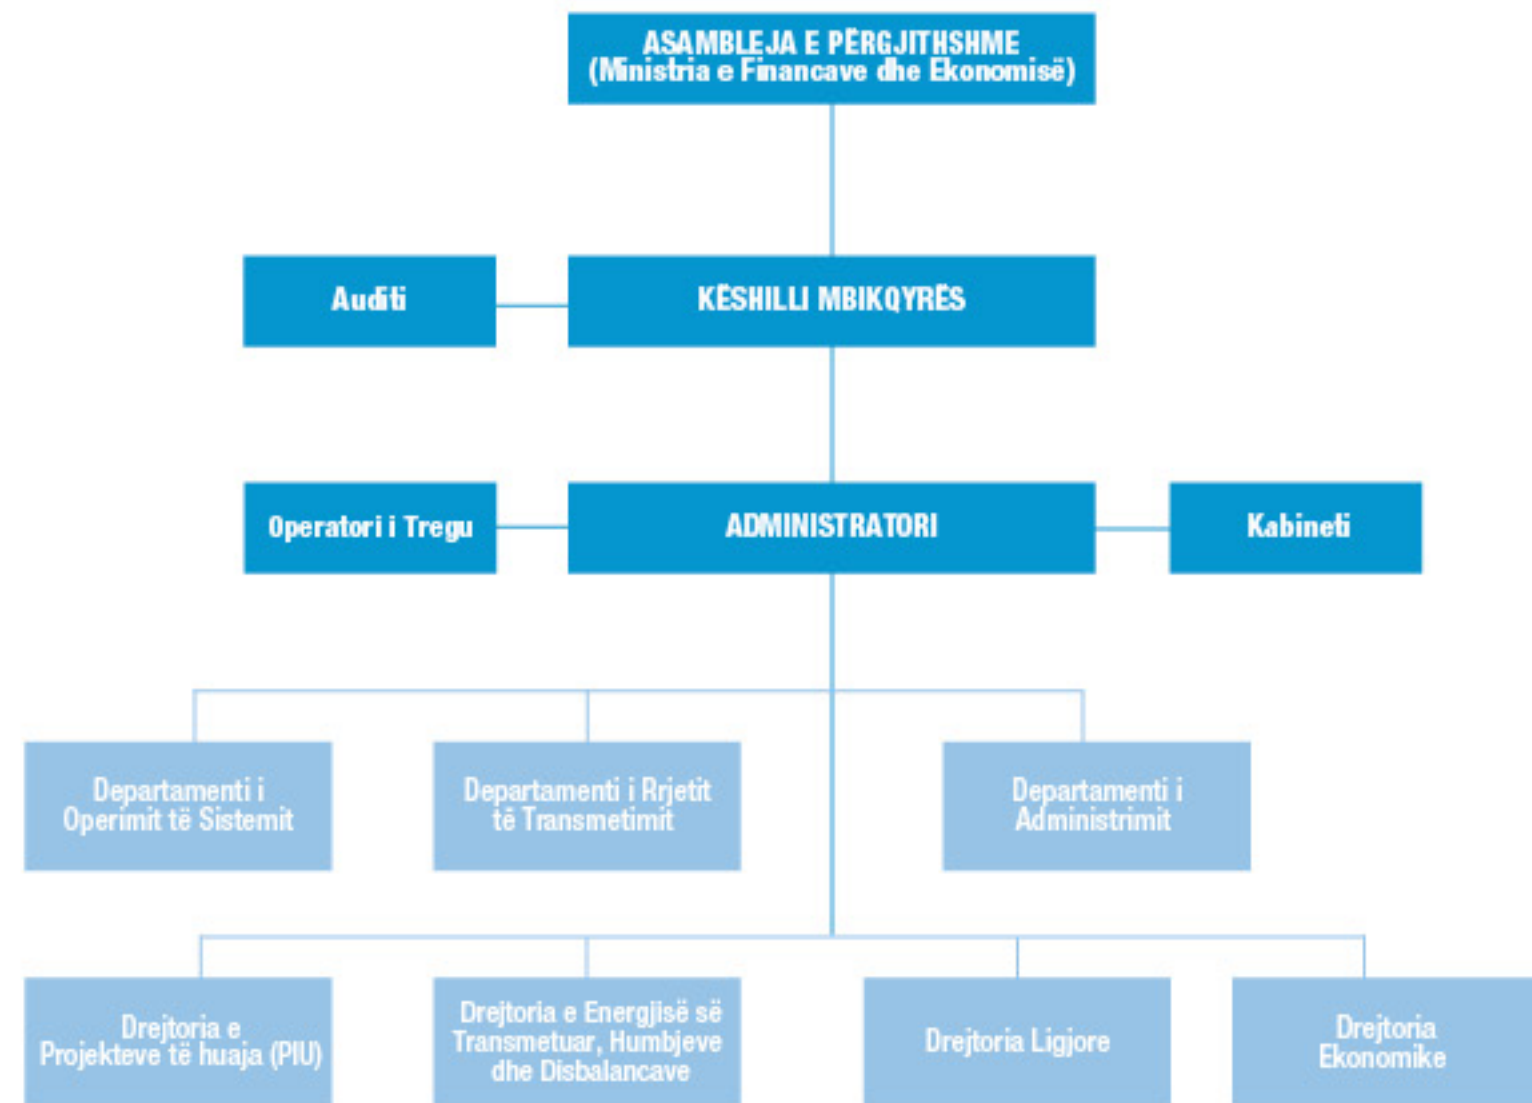 ASAMBLEJA E PËRGJITHSHME
(Ministria e Financave dhe Ekonomisë)
Auditi
KËSHILLI MBIKQYRËS
Operatori i Tregu
ADMINISTRATORI
Kabineti
Departamenti i
Operimit të Sistemit
Departamenti i Rrjetit
të Transmetimit
Departamenti i
Administrimit
Drejtoria e
Projekteve të huaja (PIU)
Drejtoria e Energjisë së
Transmetuar, Humbjeve
dhe Disbalancave
Drejtoria Ligjore
Drejtoria
Ekonomike